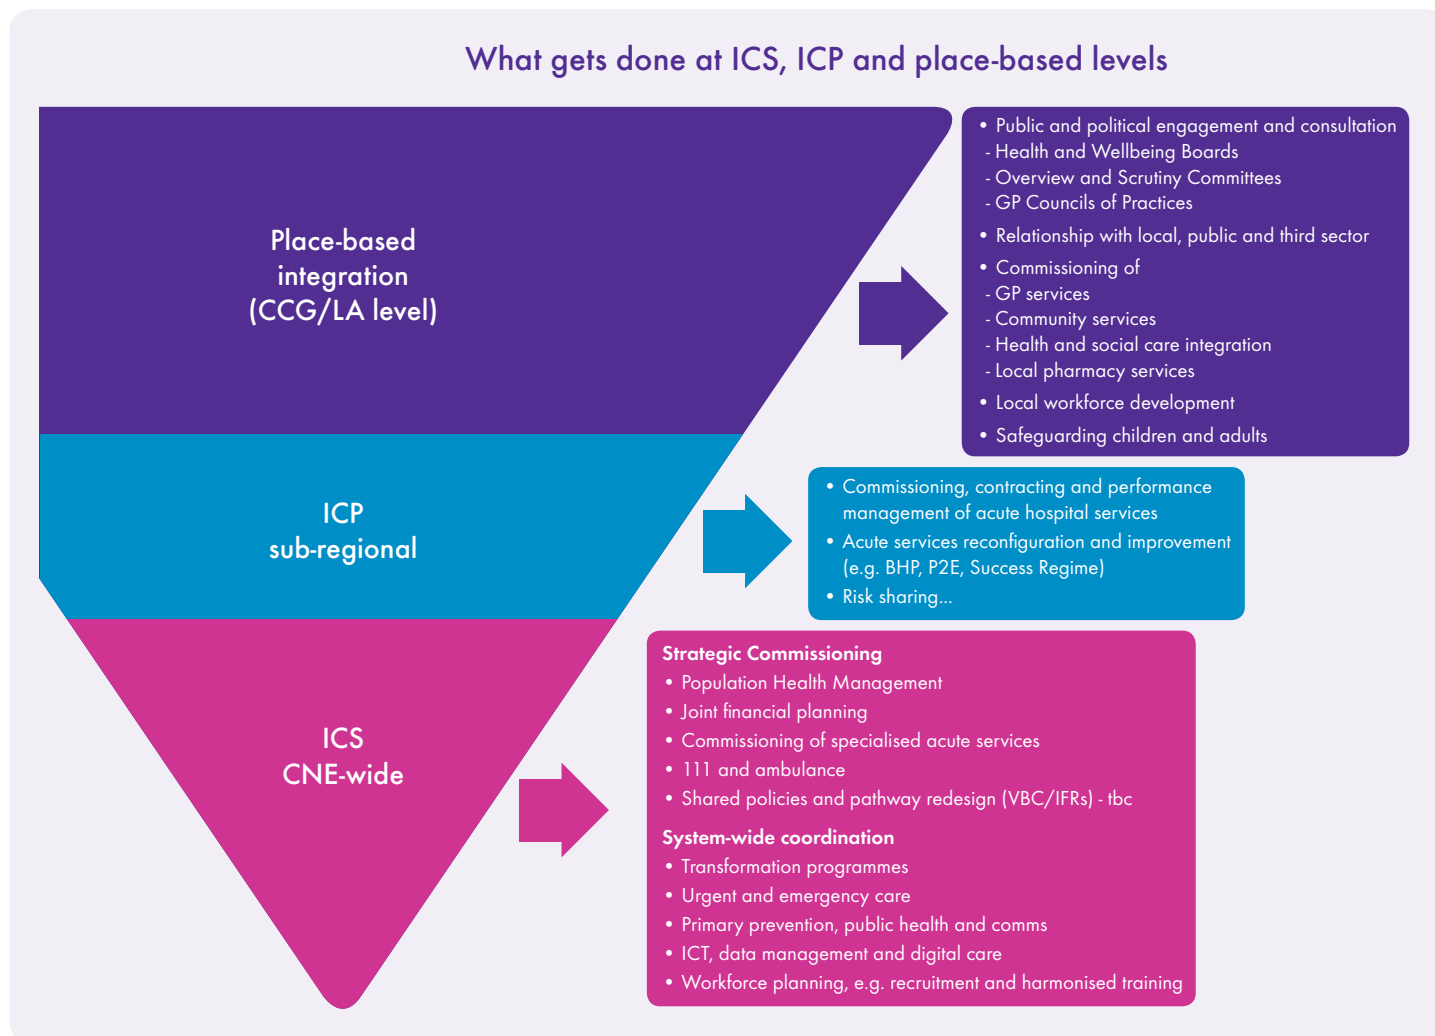 What gets done at ICS, ICP and place-based levels
Place-based
integration
(CCG/LA level)
• Public and political engagement and consultation
- Health and Wellbeing Boards
- Overview and Scrutiny Committees
- GP Councils of Practices
• Relationship with local, public and third sector
• Commissioning of
- GP services
- Community services
- Health and social care integration
- Local pharmacy services
• Local workforce development
• Safeguarding children and adults
ICP
sub-regional
• Commissioning, contracting and performance
management of acute hospital services
• Acute services reconfiguration and improvement
(e.g. BHP, P2E, Success Regime)
• Risk sharing...
ICS
CNE-wide
Strategic Commissioning
• Population Health Management
• Joint financial planning
• Commissioning of specialised acute services
• 111 and ambulance
• Shared policies and pathway redesign (VBC/IFRs) - tbc
System-wide coordination
• Transformation programmes
• Urgent and emergency care
• Primary prevention, public health and comms
• ICT, data management and digital care
• Workforce planning, e.g. recruitment and harmonised training